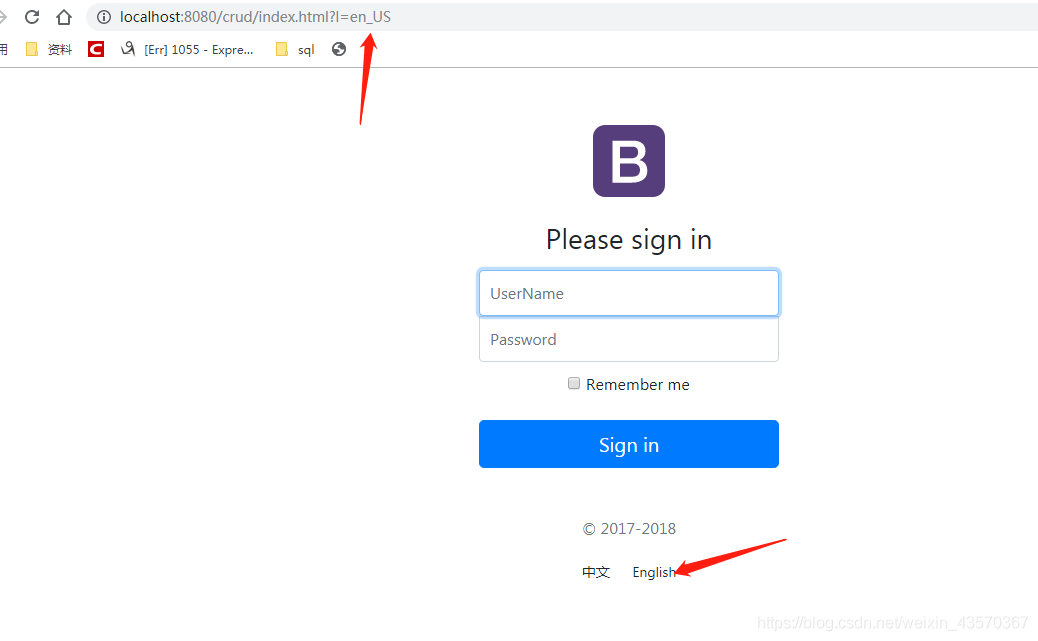 localhost:8080/crud/index.html?l=en_US
用 资料 C [Err] 1055 - Expre... sql
B
Please sign in
UserName
Password
Remember me
Sign in
© 2017-2018
中文 English
https://blog.csdn.net/weixin_43570367